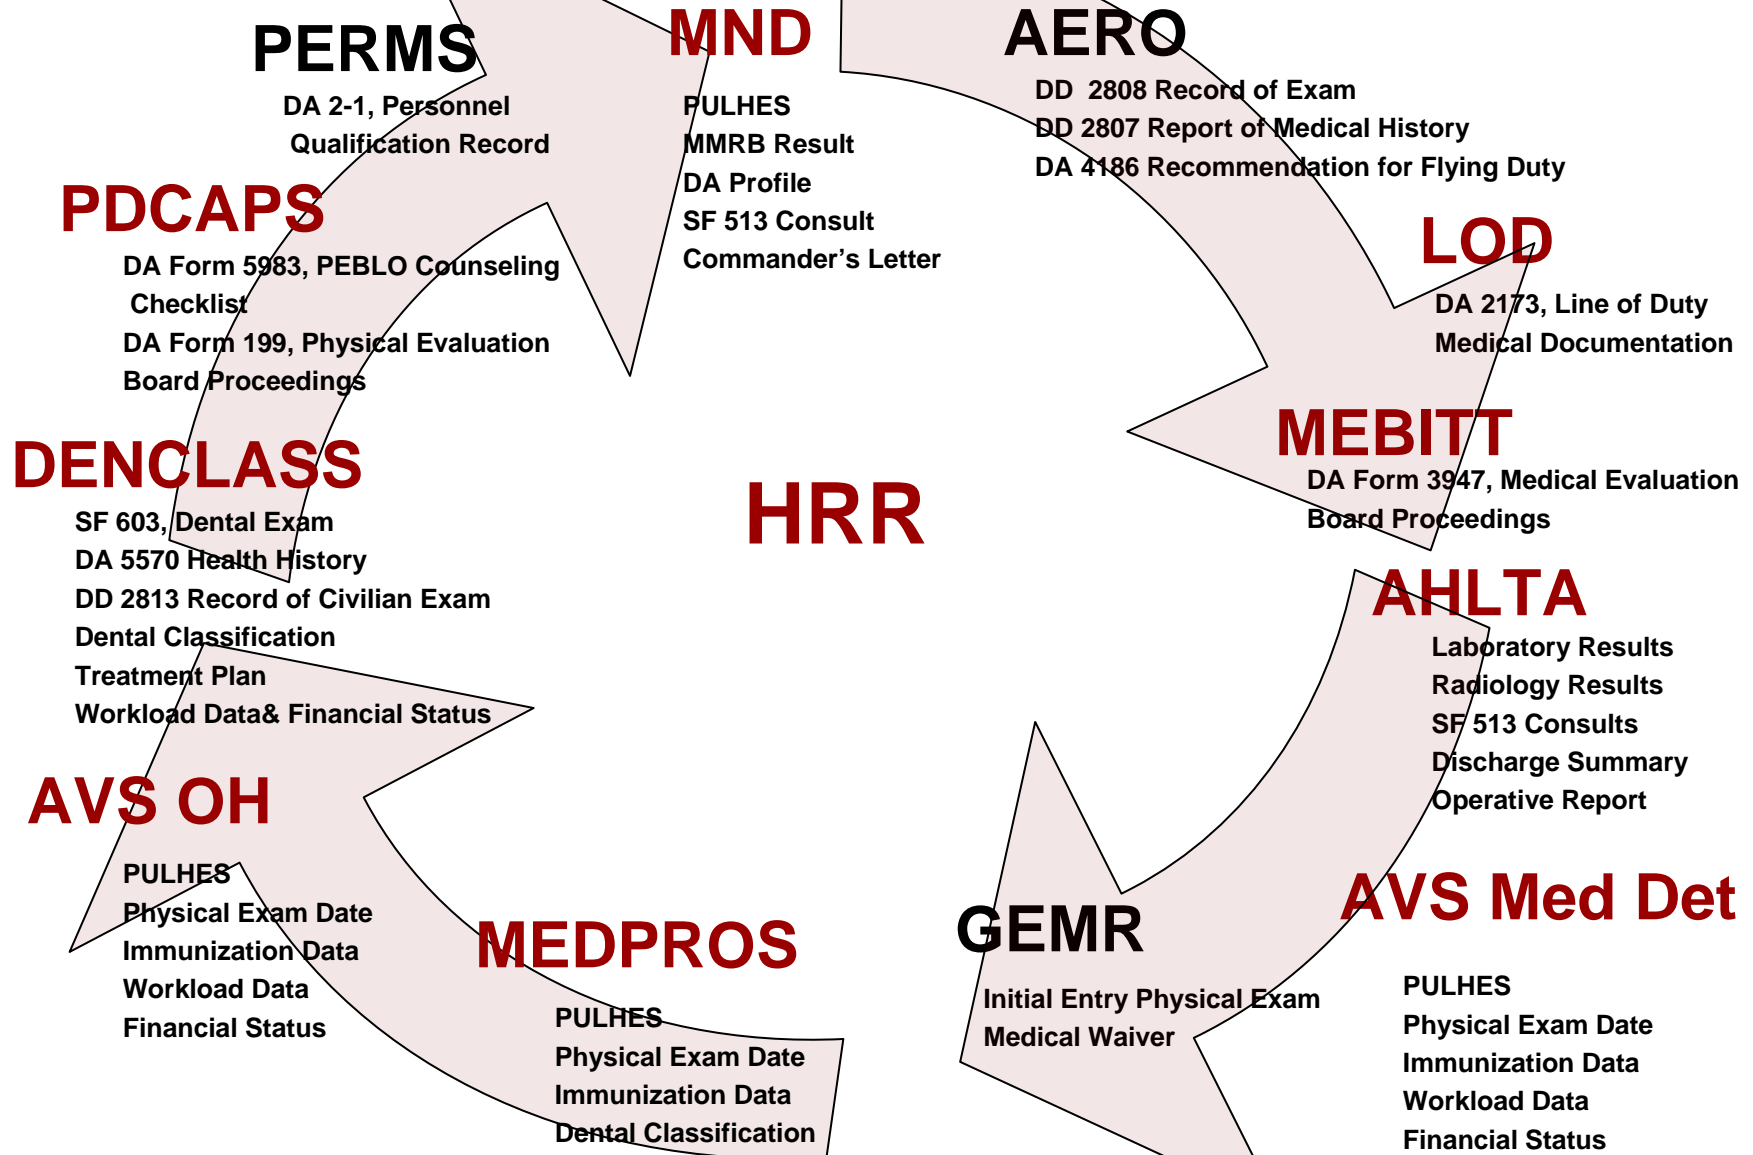 PERMS
DA 2-1, Personnel
Qualification Record
MND
PULHES
MMRB Result
DA Profile
SF 513 Consult
Commander’s Letter
AERO
DD  2808 Record of Exam
DD 2807 Report of Medical History
DA 4186 Recommendation for Flying Duty
PDCAPS
DA Form 5983, PEBLO Counseling
Checklist
DA Form 199, Physical Evaluation
Board Proceedings
LOD
DA 2173, Line of Duty
Medical Documentation
MEBITT
DA Form 3947, Medical Evaluation
Board Proceedings
DENCLASS
SF 603, Dental Exam
DA 5570 Health History
DD 2813 Record of Civilian Exam
Dental Classification
Treatment Plan
Workload Data& Financial Status
HRR
AHLTA
Laboratory Results
Radiology Results
SF 513 Consults
Discharge Summary
Operative Report
AVS OH
PULHES
Physical Exam Date
Immunization Data
Workload Data
Financial Status
MEDPROS
PULHES
Physical Exam Date
Immunization Data
Dental Classification
GEMR
Initial Entry Physical Exam
Medical Waiver
AVS Med Det
PULHES
Physical Exam Date
Immunization Data
Workload Data
Financial Status